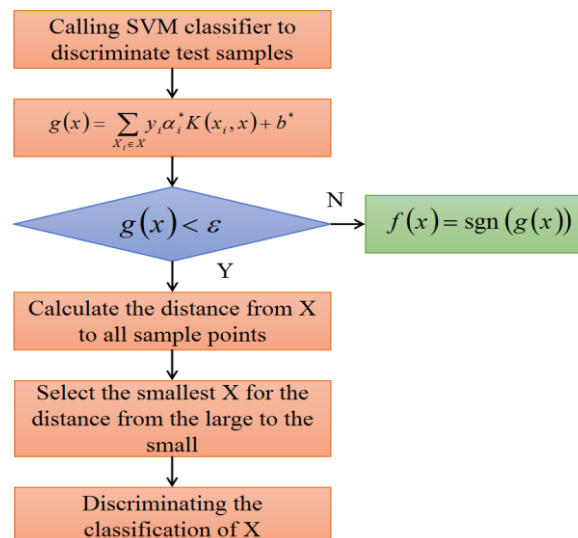 Calling SVM classifier to
discriminate test samples
g(x) = ∑ y_i α_i^* K(x_i, x) + b^*
X_i ∈ X
g(x) < ε
N
f(x) = sgn (g(x))
Y
Calculate the distance from X
to all sample points
Select the smallest X for the
distance from the large to the
small
Discriminating the
classification of X